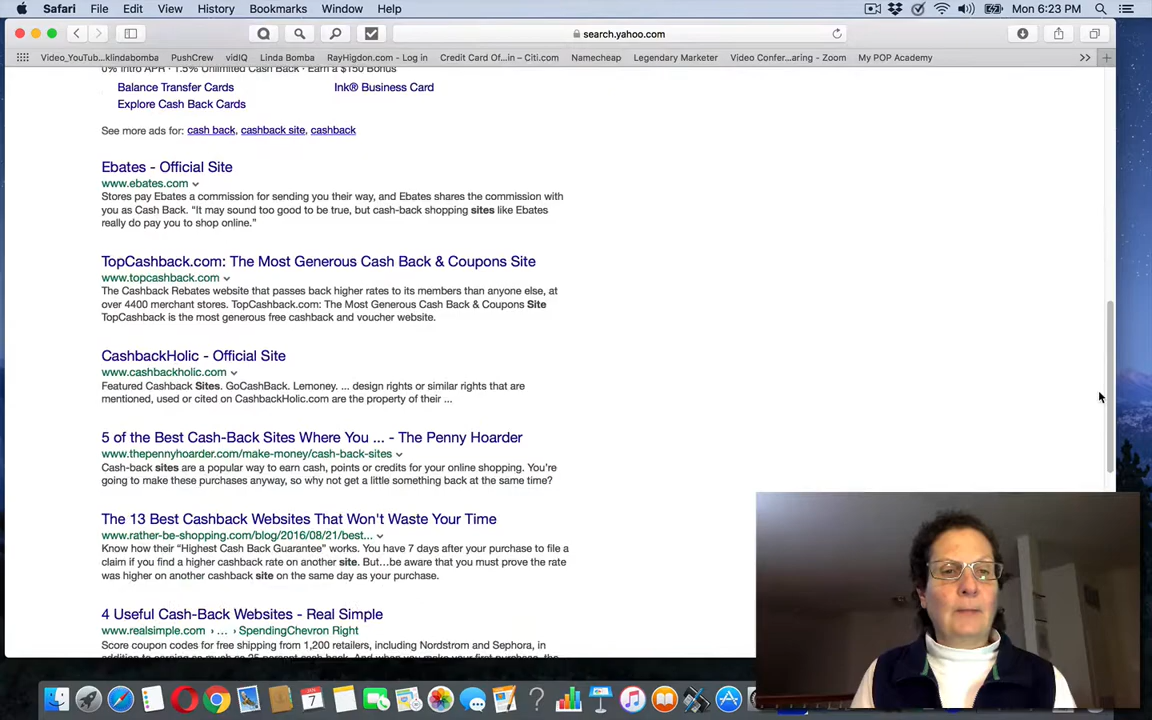 Safari File Edit View History Bookmarks Window Help Mon 6:23 PM
search.yahoo.com
Video_YouTub...klindabomba PushCrew vidIQ Linda Bomba RayHigdon.com - Log in Credit Card Of...in – Citi.com Namecheap Legendary Marketer Video Confer...aring - Zoom My POP Academy
0% Intro APR · 1.5% Unlimited Cash Back · Earn a $150 Bonus
Balance Transfer Cards Ink® Business Card
Explore Cash Back Cards
See more ads for: cash back, cashback site, cashback
Ebates - Official Site
www.ebates.com
Stores pay Ebates a commission for sending you their way, and Ebates shares the commission with
you as Cash Back. “It may sound too good to be true, but cash-back shopping sites like Ebates
really do pay you to shop online.”
TopCashback.com: The Most Generous Cash Back & Coupons Site
www.topcashback.com
The Cashback Rebates website that passes back higher rates to its members than anyone else, at
over 4400 merchant stores. TopCashback.com: The Most Generous Cash Back & Coupons Site
TopCashback is the most generous free cashback and voucher website.
CashbackHolic - Official Site
www.cashbackholic.com
Featured Cashback Sites. GoCashBack. Lemoney. ... design rights or similar rights that are
mentioned, used or cited on CashbackHolic.com are the property of their ...
5 of the Best Cash-Back Sites Where You ... - The Penny Hoarder
www.thepennyhoarder.com/make-money/cash-back-sites
Cash-back sites are a popular way to earn cash, points or credits for your online shopping. You’re
going to make these purchases anyway, so why not get a little something back at the same time?
The 13 Best Cashback Websites That Won't Waste Your Time
www.rather-be-shopping.com/blog/2016/08/21/best...
Know how their “Highest Cash Back Guarantee” works. You have 7 days after your purchase to file a
claim if you find a higher cashback rate on another site. But…be aware that you must prove the rate
was higher on another cashback site on the same day as your purchase.
4 Useful Cash-Back Websites - Real Simple
www.realsimple.com › ... › SpendingChevron Right
Score coupon codes for free shipping from 1,200 retailers, including Nordstrom and Sephora, in
7